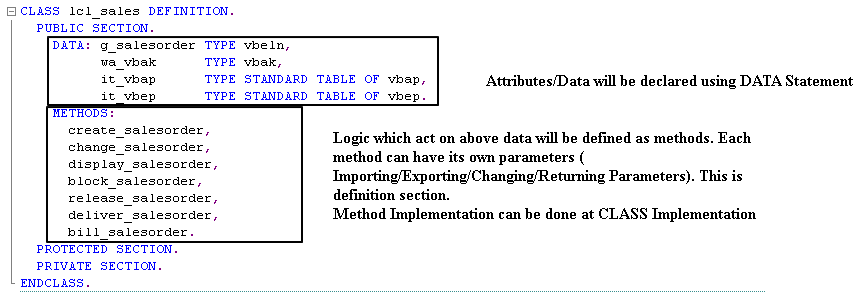 CLASS lcl_sales DEFINITION.
PUBLIC SECTION.
DATA: g_salesorder TYPE vbeln,
wa_vbak TYPE vbak,
it_vbap TYPE STANDARD TABLE OF vbap,
it_vbep TYPE STANDARD TABLE OF vbep.
Attributes/Data will be declared using DATA Statement
METHODS:
create_salesorder,
change_salesorder,
display_salesorder,
block_salesorder,
release_salesorder,
deliver_salesorder,
bill_salesorder.
Logic which act on above data will be defined as methods. Each
method can have its own parameters (
Importing/Exporting/Changing/Returning Parameters). This is
definition section.
Method Implementation can be done at CLASS Implementation
PROTECTED SECTION.
PRIVATE SECTION.
ENDCLASS.